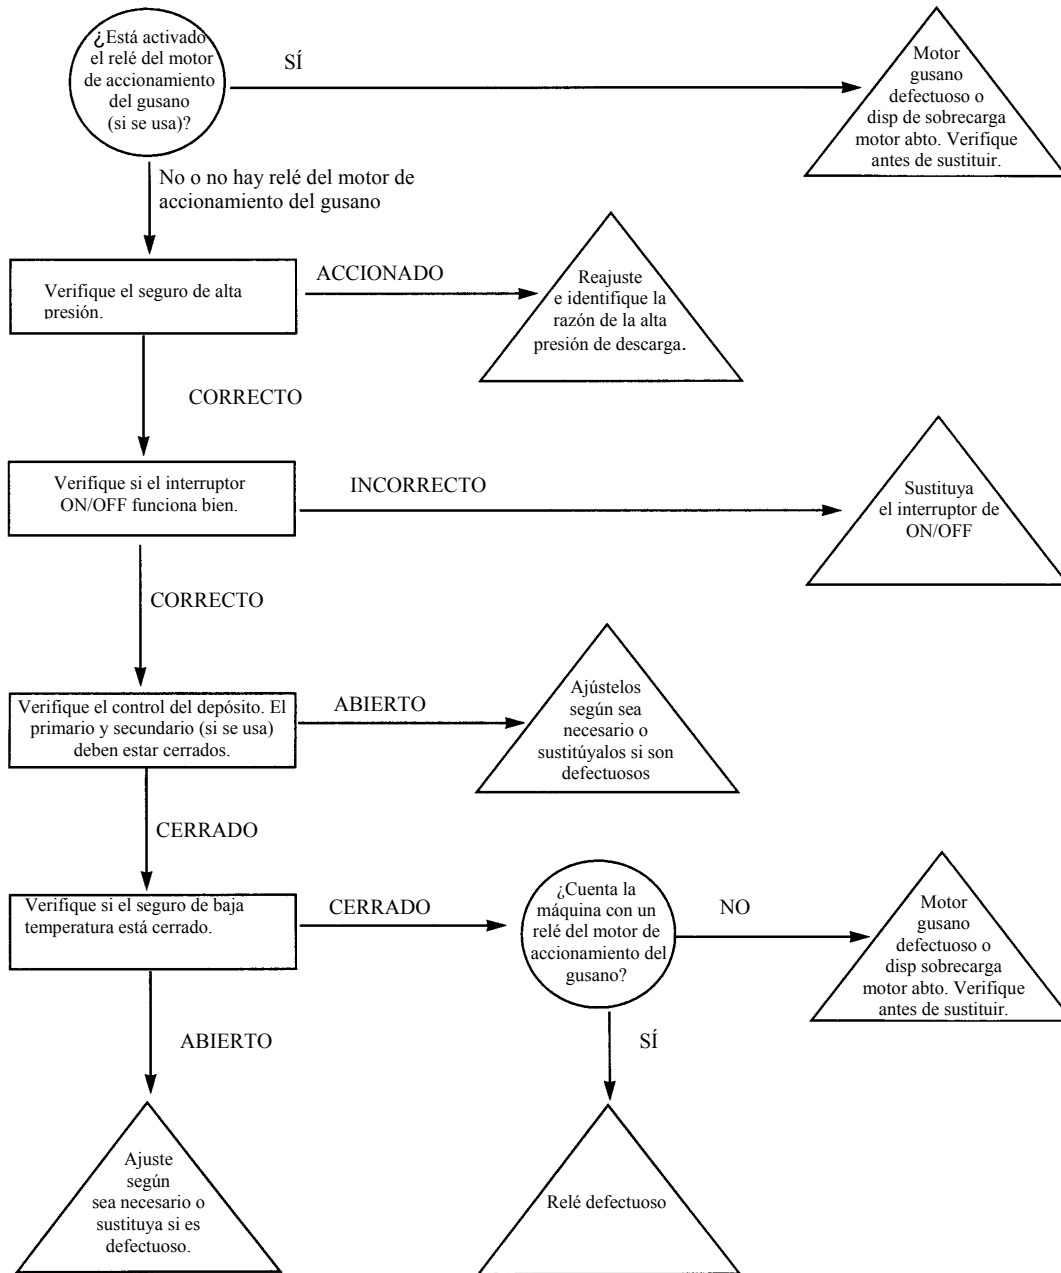 ¿Está activado
el relé del motor
de accionamiento
del gusano
(si se usa)?
SÍ
Motor
gusano
defectuoso o
disp de sobrecarga
motor abto. Verifique
antes de sustituir.
No o no hay relé del motor de
accionamiento del gusano
Verifique el seguro de alta
presión.
ACCIONADO
Reajuste
e identifique la
razón de la alta
presión de descarga.
CORRECTO
Verifique si el interruptor
ON/OFF funciona bien.
INCORRECTO
Sustituya
el interruptor de
ON/OFF
CORRECTO
Verifique el control del depósito. El
primario y secundario (si se usa)
deben estar cerrados.
ABIERTO
Ajústelos
según sea
necesario o
sustitúyalos si son
defectuosos
CERRADO
Verifique si el seguro de baja
temperatura está cerrado.
CERRADO
¿Cuenta la
máquina con un
relé del motor de
accionamiento del
gusano?
NO
Motor
gusano
defectuoso o
disp sobrecarga
motor abto. Verifique
antes de sustituir.
ABIERTO
SÍ
Ajuste
según
sea necesario o
sustituya si es
defectuoso.
Relé defectuoso